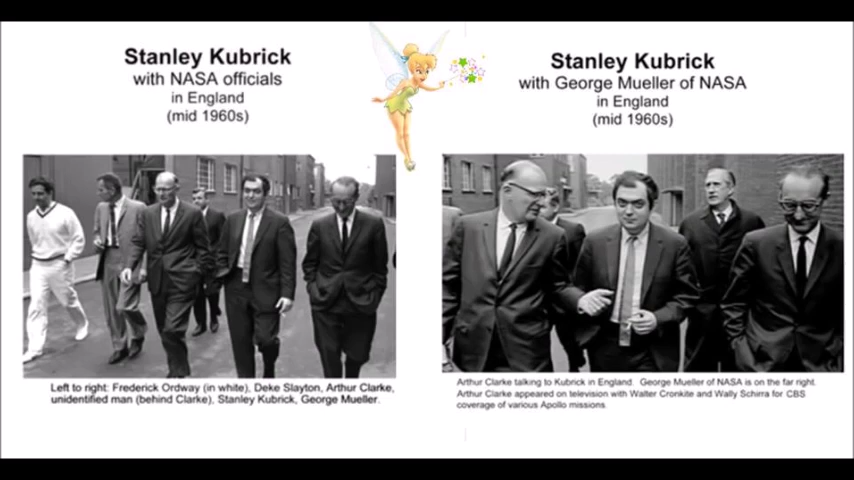 Stanley Kubrick
with NASA officials
in England
(mid 1960s)
Left to right: Frederick Ordway (in white), Deke Slayton, Arthur Clarke,
unidentified man (behind Clarke), Stanley Kubrick, George Mueller.
Stanley Kubrick
with George Mueller of NASA
in England
(mid 1960s)
Arthur Clarke talking to Kubrick in England. George Mueller of NASA is on the far right.
Arthur Clarke appeared on television with Walter Cronkite and Wally Schirra for CBS
coverage of various Apollo missions.